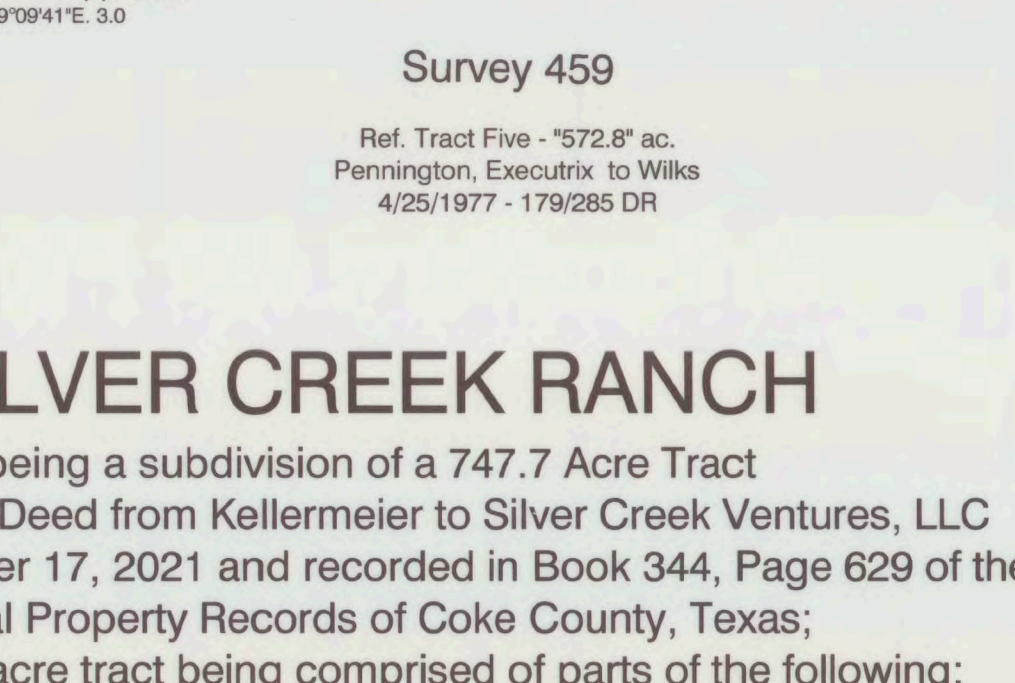 9°09'41"E. 3.0
Survey 459
Ref. Tract Five - "572.8" ac.
Pennington, Executrix to Wilks
4/25/1977 - 179/285 DR
LVER CREEK RANCH
being a subdivision of a 747.7 Acre Tract
Deed from Kellermeier to Silver Creek Ventures, LLC
er 17, 2021 and recorded in Book 344, Page 629 of the
l Property Records of Coke County, Texas;
acre tract being comprised of parts of the following: